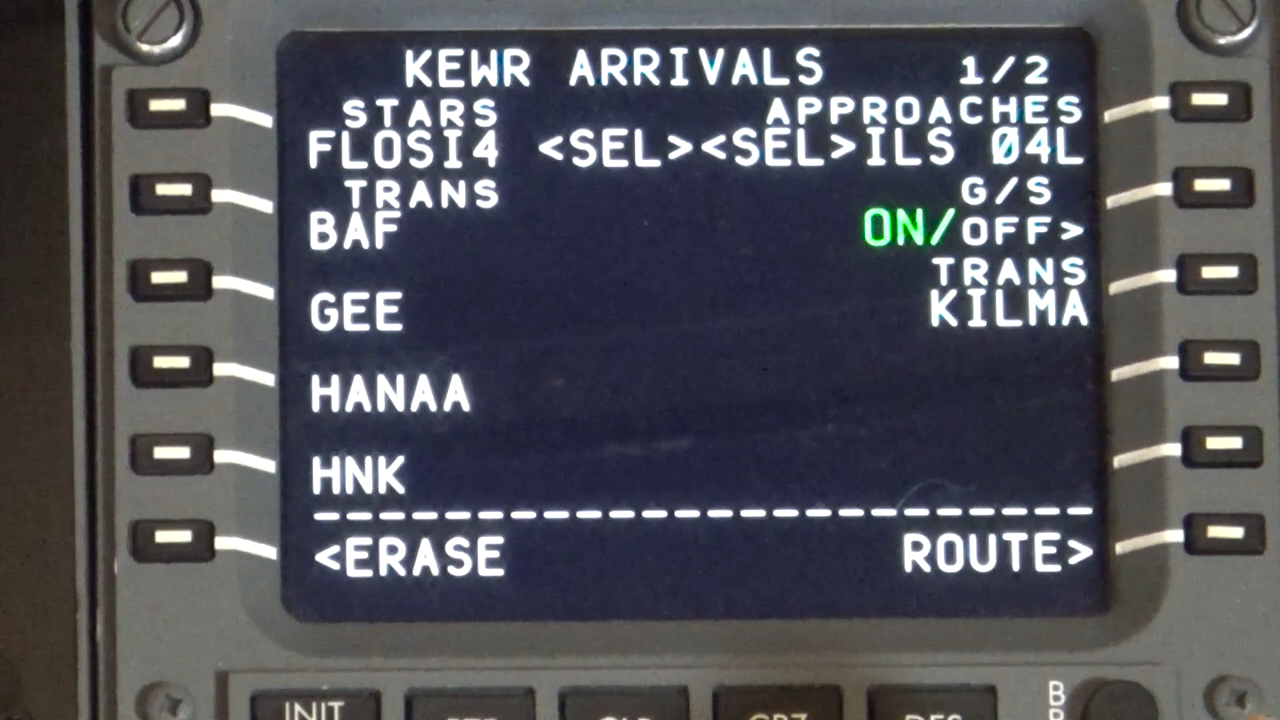 KEWR ARRIVALS 1/2
STARS APPROACHES
FLOSI4 <SEL><SEL>ILS Ø4L
TRANS G/S
BAF ON/OFF>
TRANS
GEE KILMA
HANAA
HNK
------------------------
<ERASE ROUTE>
INIT